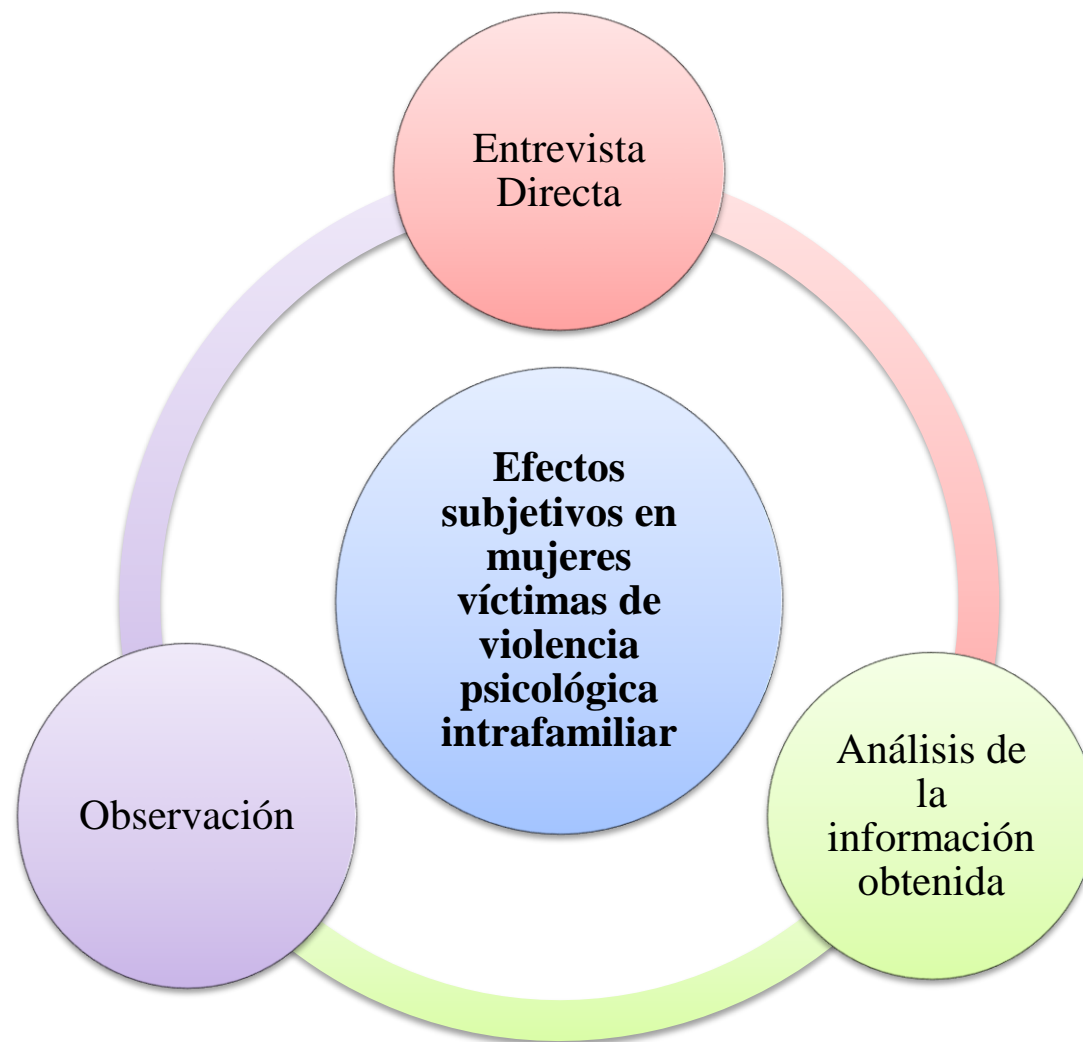 Entrevista
Directa
Efectos
subjetivos en
mujeres
víctimas de
violencia
psicológica
intrafamiliar
Observación
Análisis de
la
información
obtenida